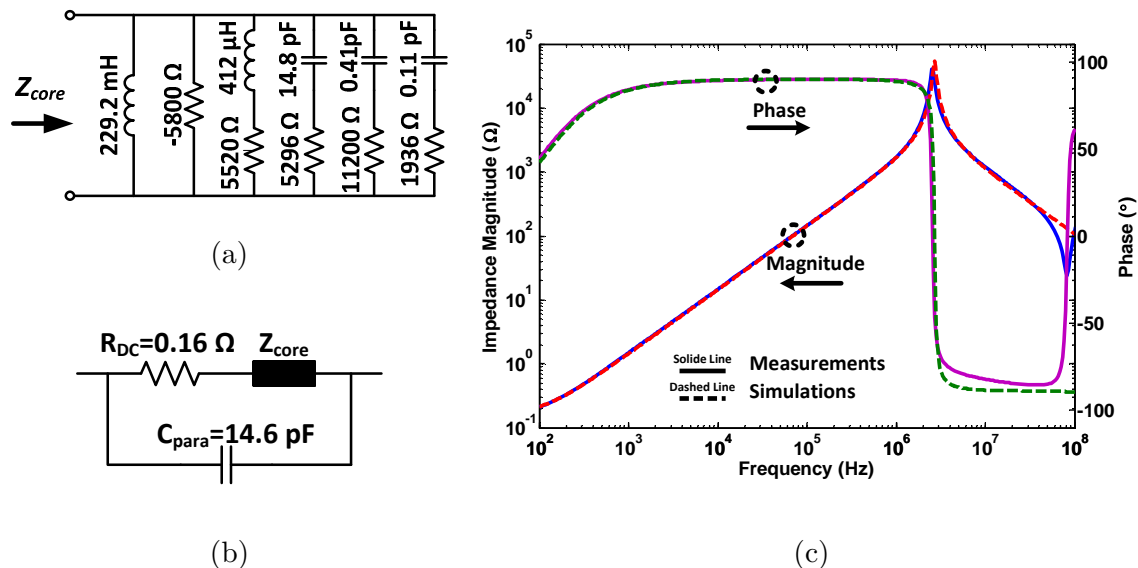 Z_core
229.2 mH
-5800 Ω
412 µH
5520 Ω
14.8 pF
5296 Ω
0.41pF
11200 Ω
0.11 pF
1936 Ω
(a)
R_DC=0.16 Ω
Z_core
C_para=14.6 pF
(b)
Impedance Magnitude (Ω)
10^5
10^4
10^3
10^2
10^1
10^0
10^-1
10^2
10^3
10^4
10^5
10^6
10^7
10^8
Frequency (Hz)
100
50
0
-50
-100
Phase (°)
Phase
Magnitude
Solide Line
Measurements
Dashed Line
Simulations
(c)